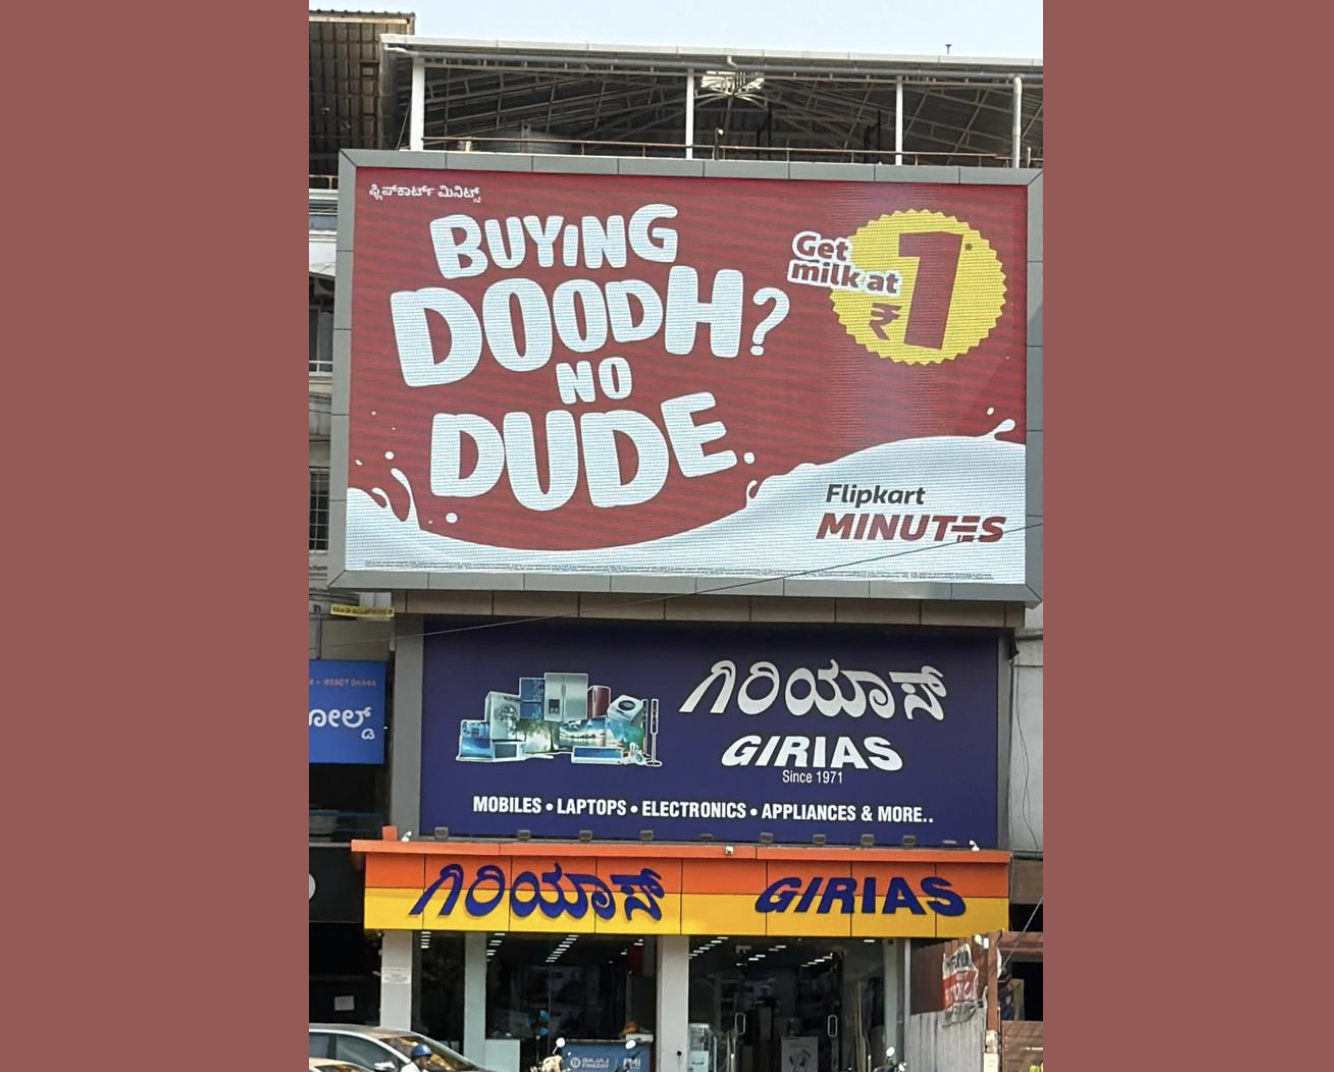 ಫ್ಲಿಪ್‌ಕಾರ್ಟ್ ಮಿನಿಟ್ಸ್
BUYING
DOODH?
NO
DUDE.
Get
milk at
₹1*
Flipkart
MINUTES
ಗಿರಿಯಾಸ್
GIRIAS
Since 1971
MOBILES • LAPTOPS • ELECTRONICS • APPLIANCES & MORE..
ಗಿರಿಯಾಸ್ GIRIAS